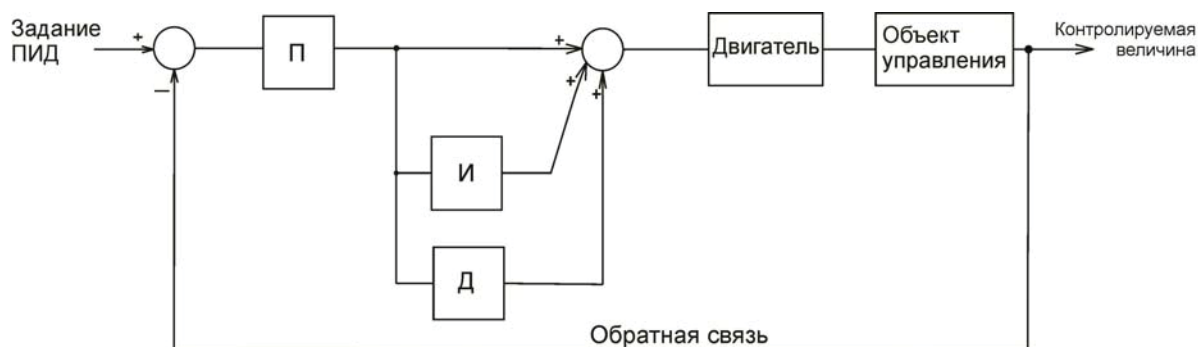 Задание
ПИД
+
−
П
+
+
+
И
Д
Двигатель
Объект
управления
Контролируемая
величина
Обратная связь